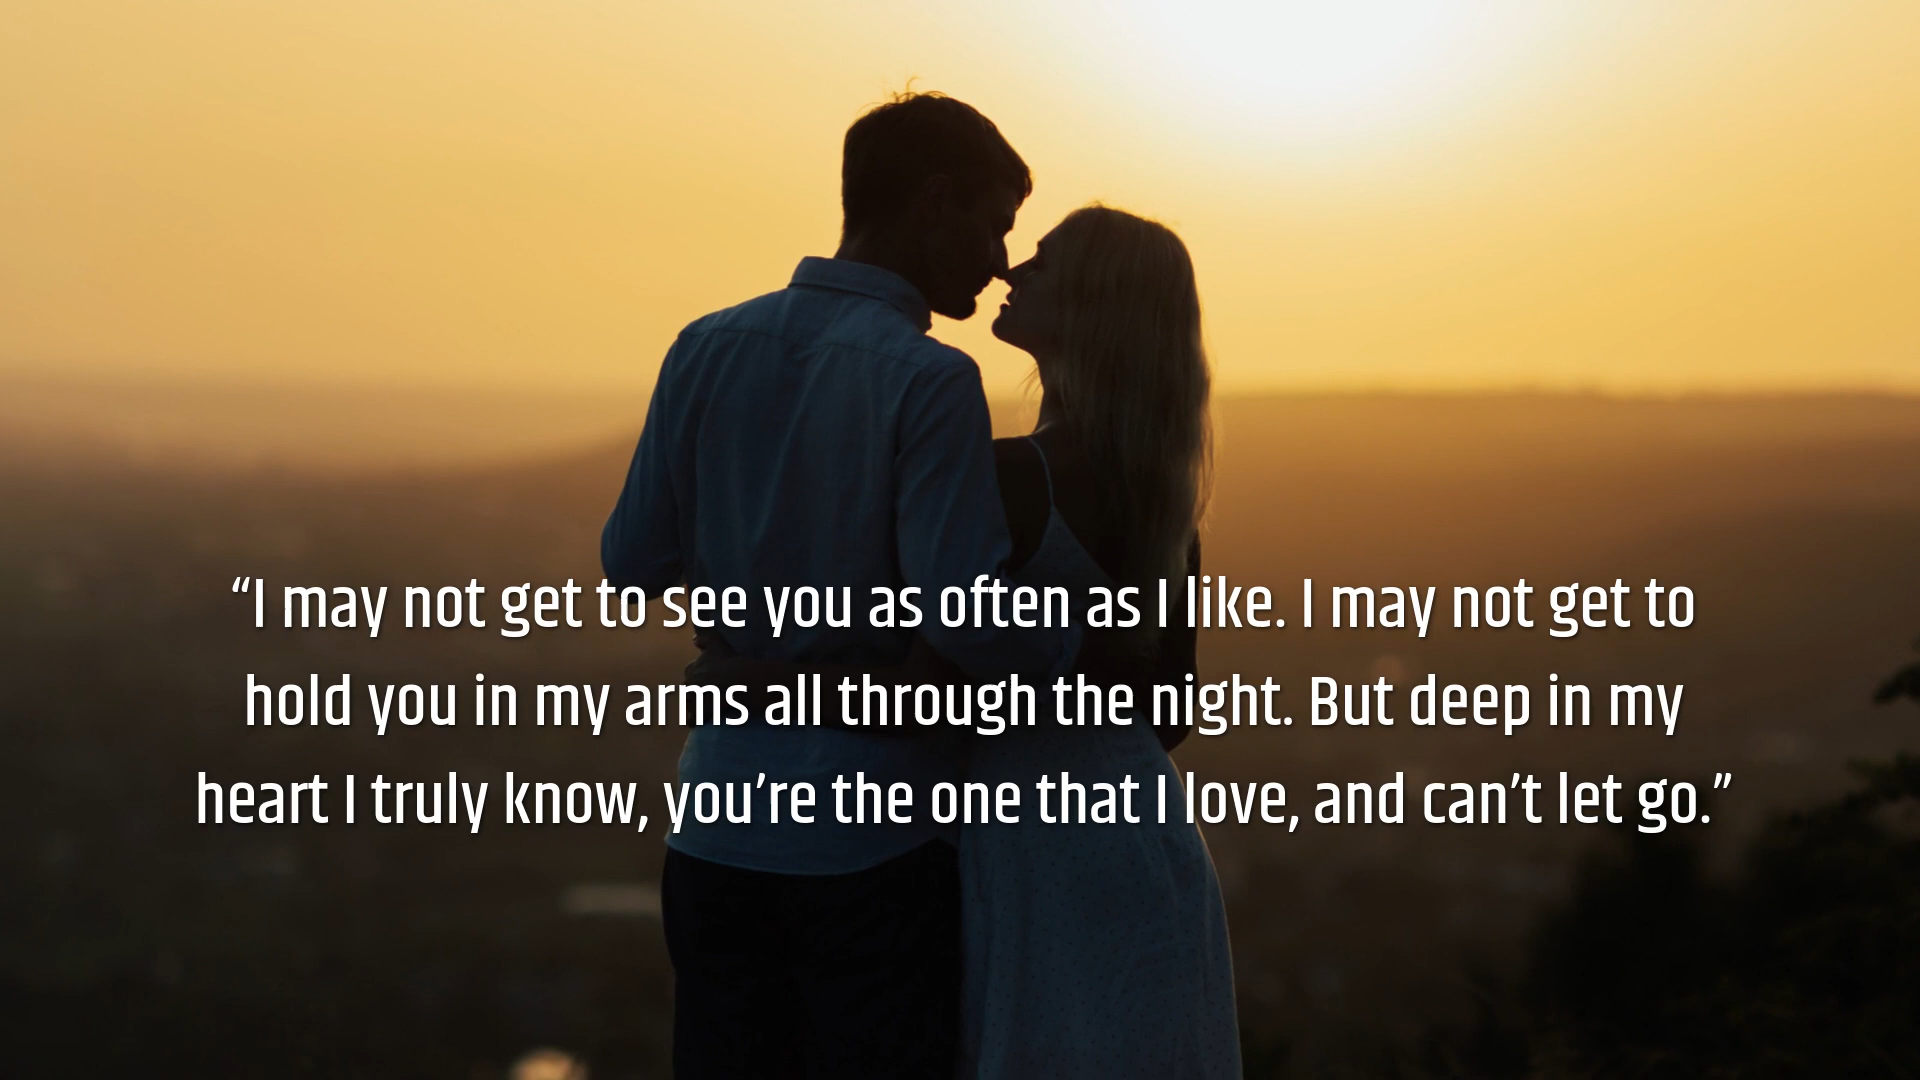 “I may not get to see you as often as I like. I may not get to
hold you in my arms all through the night. But deep in my
heart I truly know, you’re the one that I love, and can’t let go.”